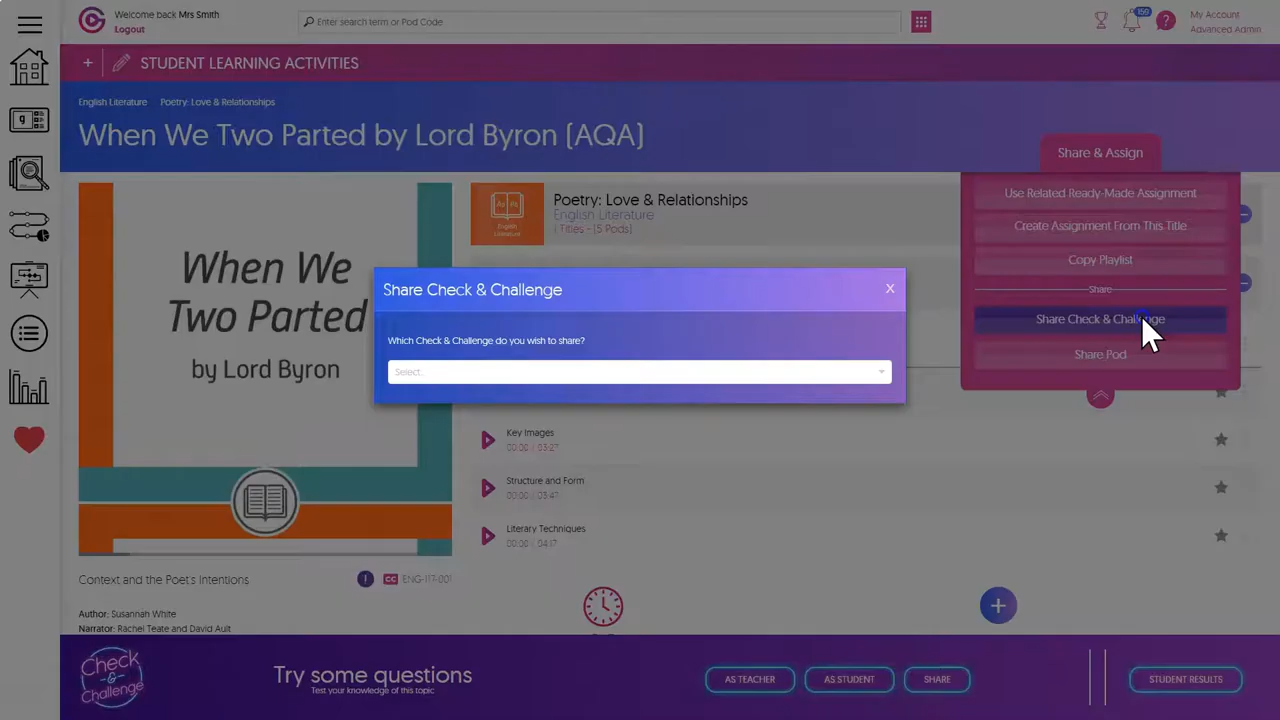 Welcome back Mrs Smith
Logout
Enter search term or Pod Code
159
My Account
Advanced Admin
+ STUDENT LEARNING ACTIVITIES
English Literature Poetry: Love & Relationships
When We Two Parted by Lord Byron (AQA)
Share & Assign
Use Related Ready-Made Assignment
Create Assignment From This Title
Copy Playlist
Share
Share Check & Challenge
Share Pod
When We
Two Parted
by Lord Byron
English
Literature
Poetry: Love & Relationships
English Literature
Titles - [5 Pods]
Share Check & Challenge X
Which Check & Challenge do you wish to share?
Select.
Key Images
00:00 | 03:27
Structure and Form
00:00 | 03:47
Literary Techniques
00:00 | 04:17
Context and the Poet's Intentions
CC ENG-117-001
Author: Susannah White
Narrator: Rachel Teate and David Ault
Check
&
Challenge
Try some questions
Test your knowledge of this topic
AS TEACHER
AS STUDENT
SHARE
STUDENT RESULTS